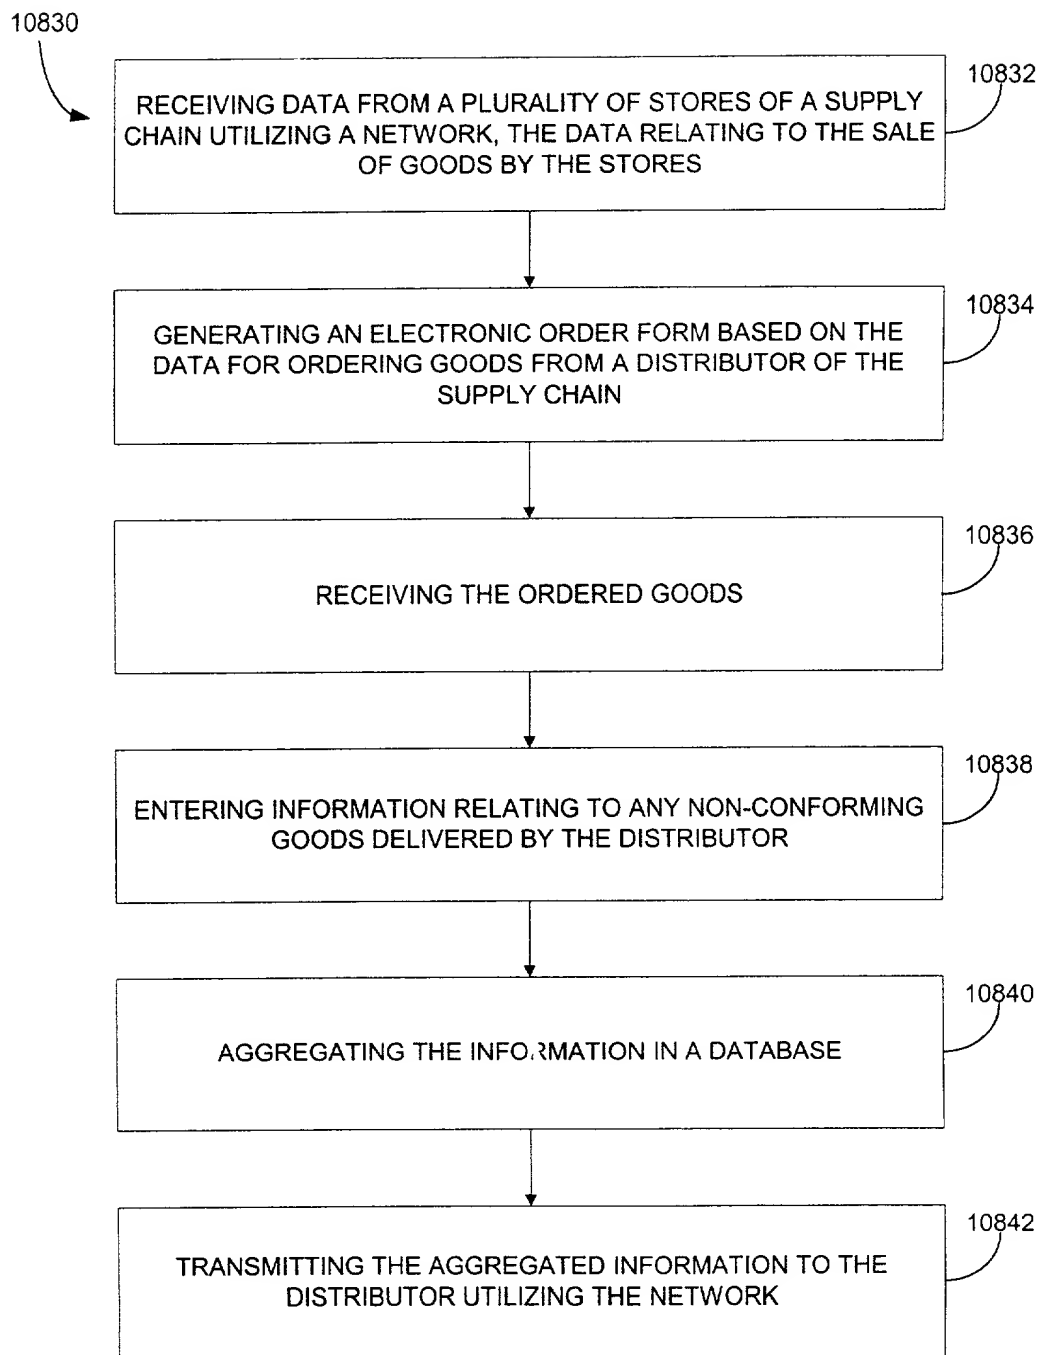 10830
10832
RECEIVING DATA FROM A PLURALITY OF STORES OF A SUPPLY
CHAIN UTILIZING A NETWORK, THE DATA RELATING TO THE SALE
OF GOODS BY THE STORES
10834
GENERATING AN ELECTRONIC ORDER FORM BASED ON THE
DATA FOR ORDERING GOODS FROM A DISTRIBUTOR OF THE
SUPPLY CHAIN
10836
RECEIVING THE ORDERED GOODS
10838
ENTERING INFORMATION RELATING TO ANY NON-CONFORMING
GOODS DELIVERED BY THE DISTRIBUTOR
10840
AGGREGATING THE INFORMATION IN A DATABASE
10842
TRANSMITTING THE AGGREGATED INFORMATION TO THE
DISTRIBUTOR UTILIZING THE NETWORK